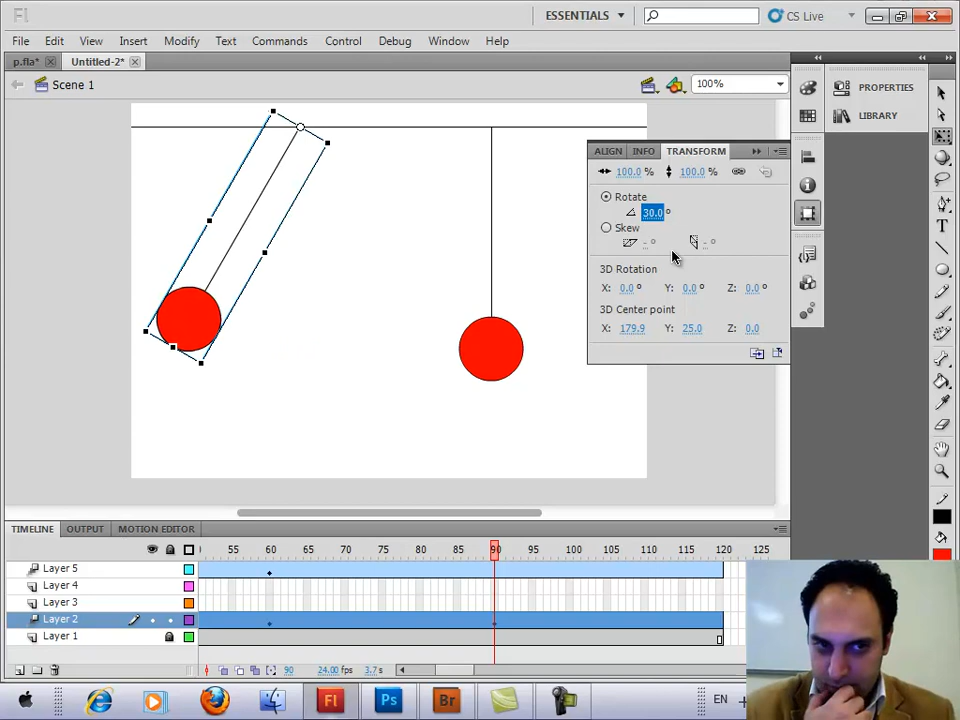 Fl ESSENTIALS CS Live
File Edit View Insert Modify Text Commands Control Debug Window Help
p.fla* Untitled-2*
Scene 1 100%
PROPERTIES
LIBRARY
ALIGN INFO TRANSFORM
100.0 % 100.0 %
Rotate
30.0 °
Skew
- ° - °
3D Rotation
X: 0.0 ° Y: 0.0 ° Z: 0.0 °
3D Center point
X: 179.9 Y: 25.0 Z: 0.0
TIMELINE OUTPUT MOTION EDITOR
55 60 65 70 75 80 85 90 95 100 105 110 115 120 125
Layer 5
Layer 4
Layer 3
Layer 2
Layer 1
90 24.00 fps 3.7 s
Fl Ps Br EN